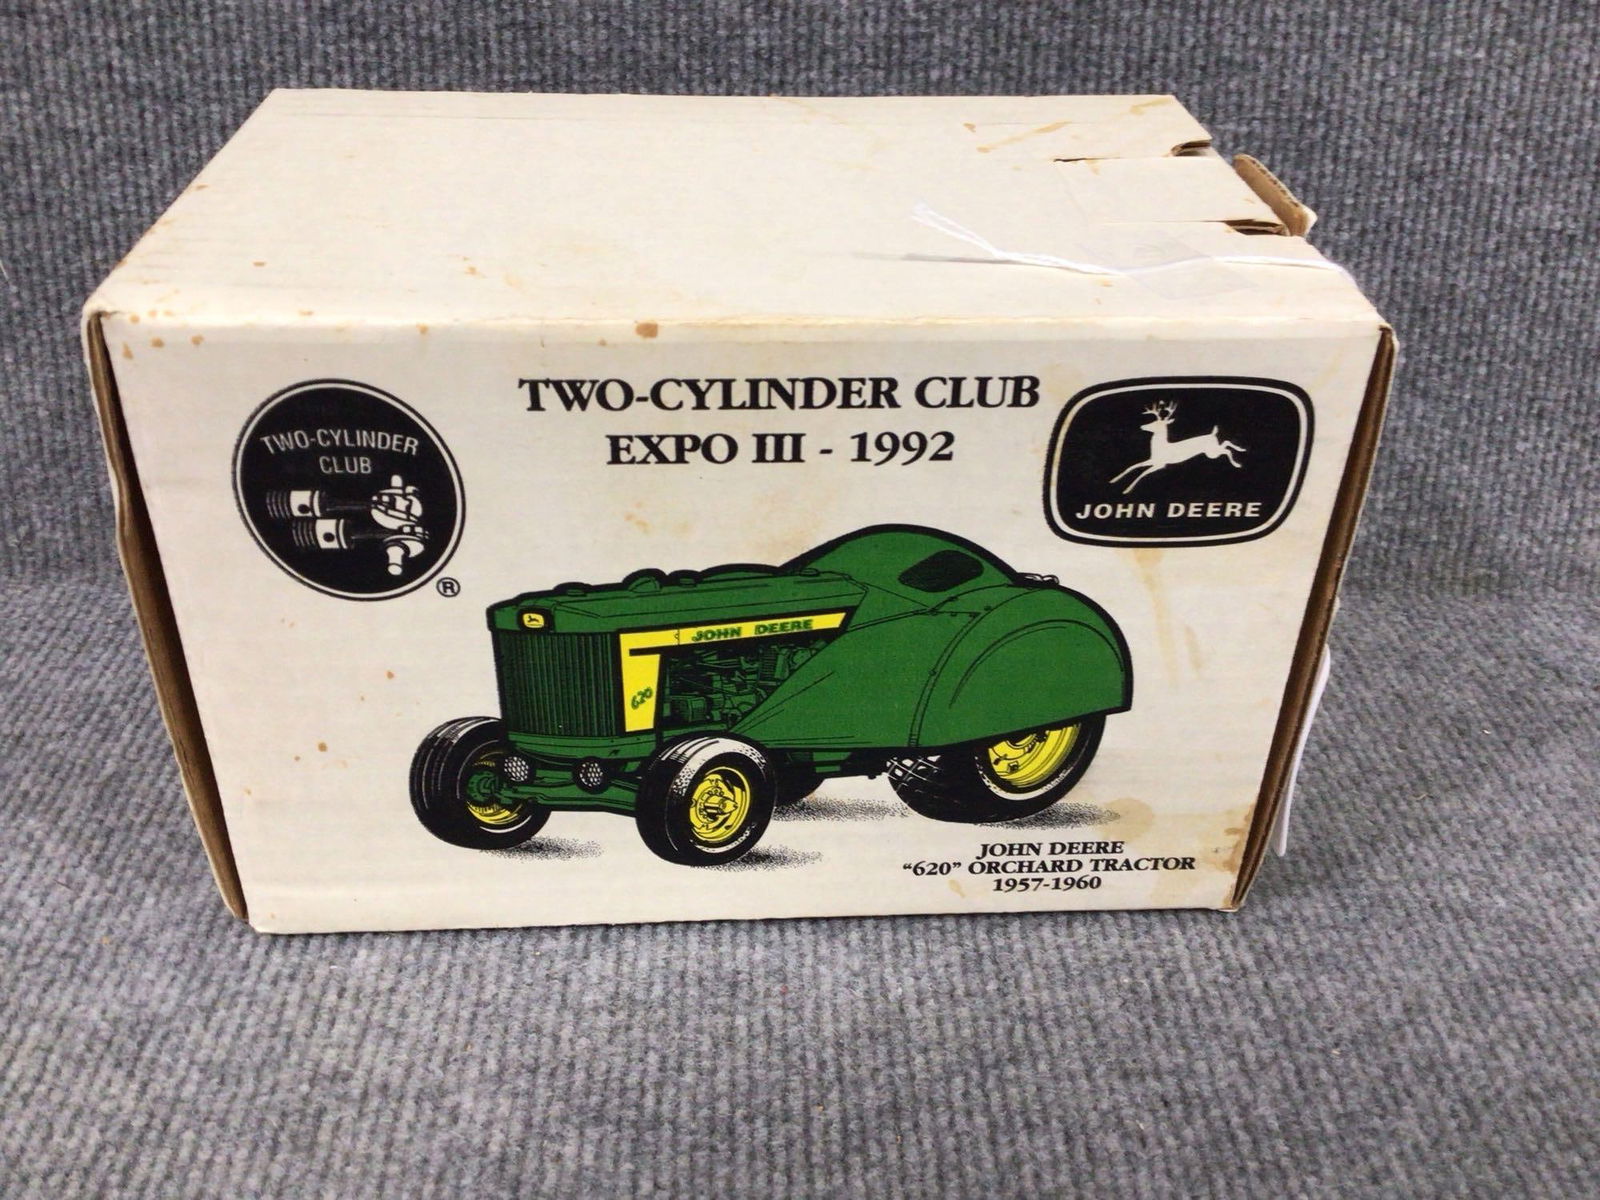 TWO-CYLINDER CLUB
EXPO III - 1992
TWO-CYLINDER
CLUB
®
JOHN DEERE
JOHN DEERE
620
JOHN DEERE
“620” ORCHARD TRACTOR
1957-1960